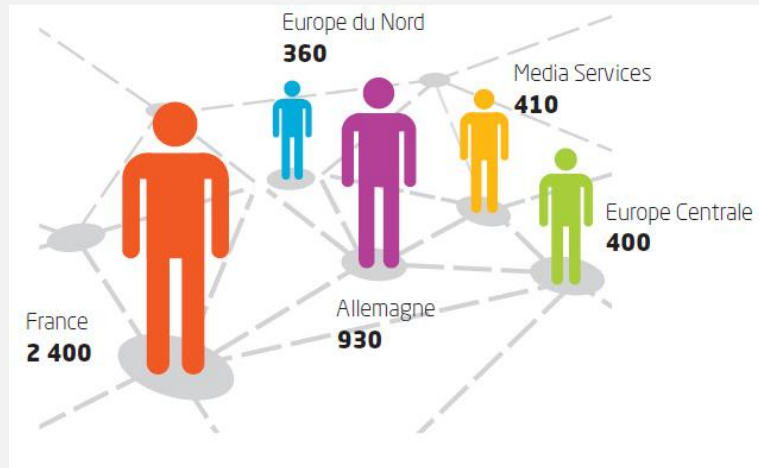 Europe du Nord
360
Media Services
410
Europe Centrale
400
Allemagne
930
France
2 400